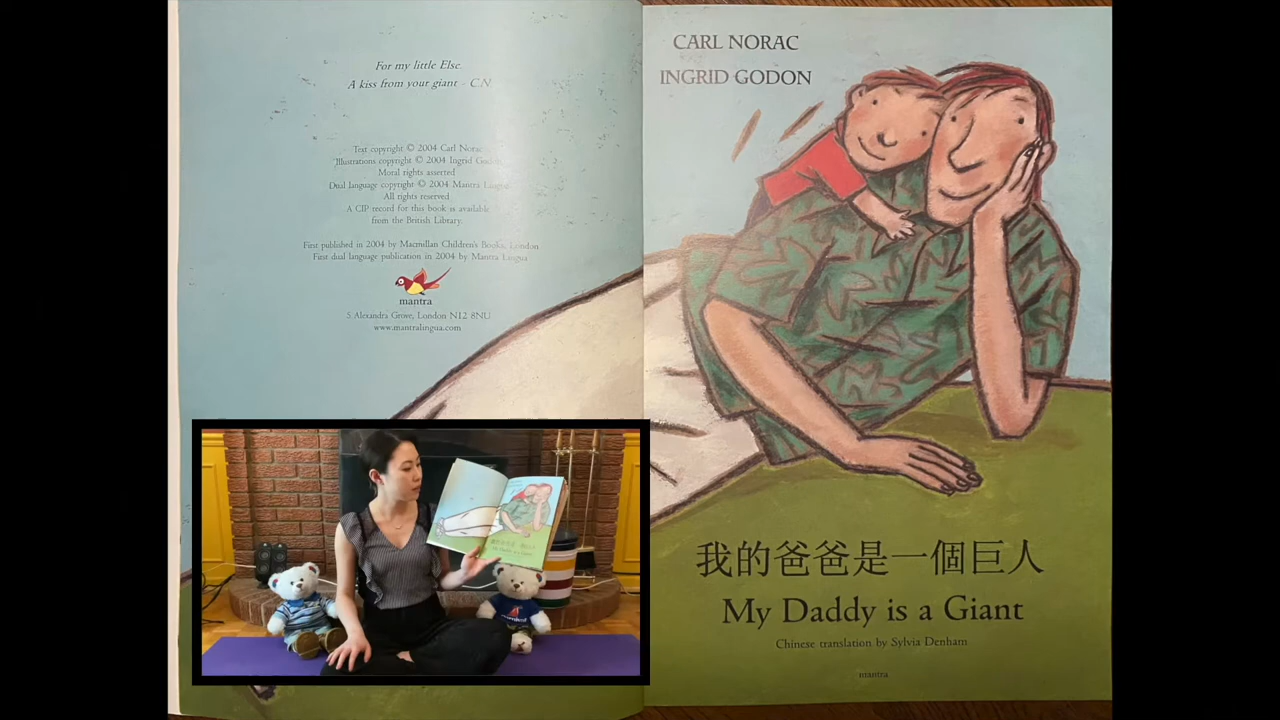 For my little Else.
A kiss from your giant - CN
Text copyright © 2004 Carl Norac
Illustrations copyright © 2004 Ingrid Godon
Moral rights asserted
Dual language copyright © 2004 Mantra Lingua
All rights reserved
A CIP record for this book is available
from the British Library.
First published in 2004 by Macmillan Children's Books, London
First dual language publication in 2004 by Mantra Lingua
mantra
5 Alexandra Grove, London N12 8NU
www.mantralingua.com
CARL NORAC
INGRID GODON
我的爸爸是一個巨人
My Daddy is a Giant
Chinese translation by Sylvia Denham
mantra